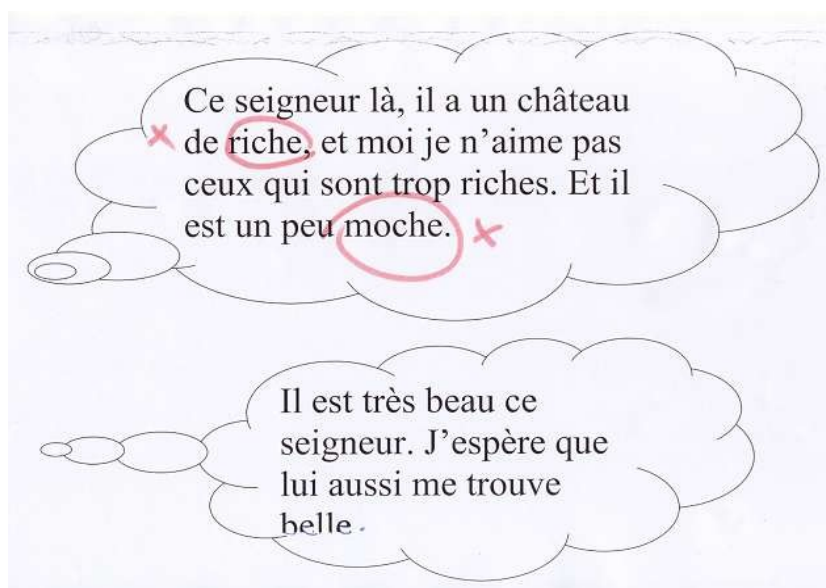 Ce seigneur là, il a un château
de riche, et moi je n'aime pas
ceux qui sont trop riches. Et il
est un peu moche.
Il est très beau ce
seigneur. J'espère que
lui aussi me trouve
belle.